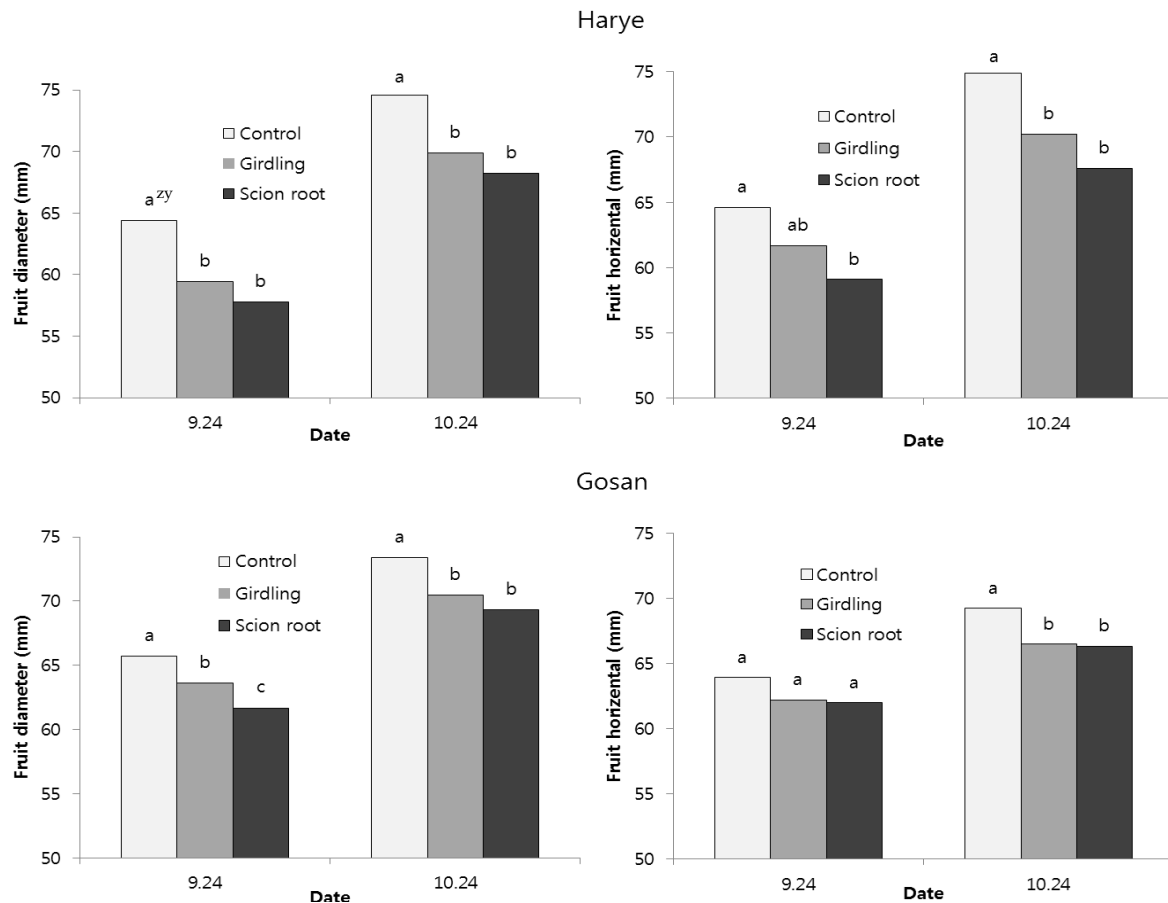 Harye
Fruit diameter (mm)
75
70
65
60
55
50
Control
Girdling
Scion root
a^zy
b
b
a
b
b
9.24
10.24
Date
Fruit horizental (mm)
75
70
65
60
55
50
Control
Girdling
Scion root
a
ab
b
a
b
b
9.24
10.24
Date
Gosan
Fruit diameter (mm)
75
70
65
60
55
50
Control
Girdling
Scion root
a
b
c
a
b
b
9.24
10.24
Date
Fruit horizental (mm)
75
70
65
60
55
50
Control
Girdling
Scion root
a
a
a
a
b
b
9.24
10.24
Date